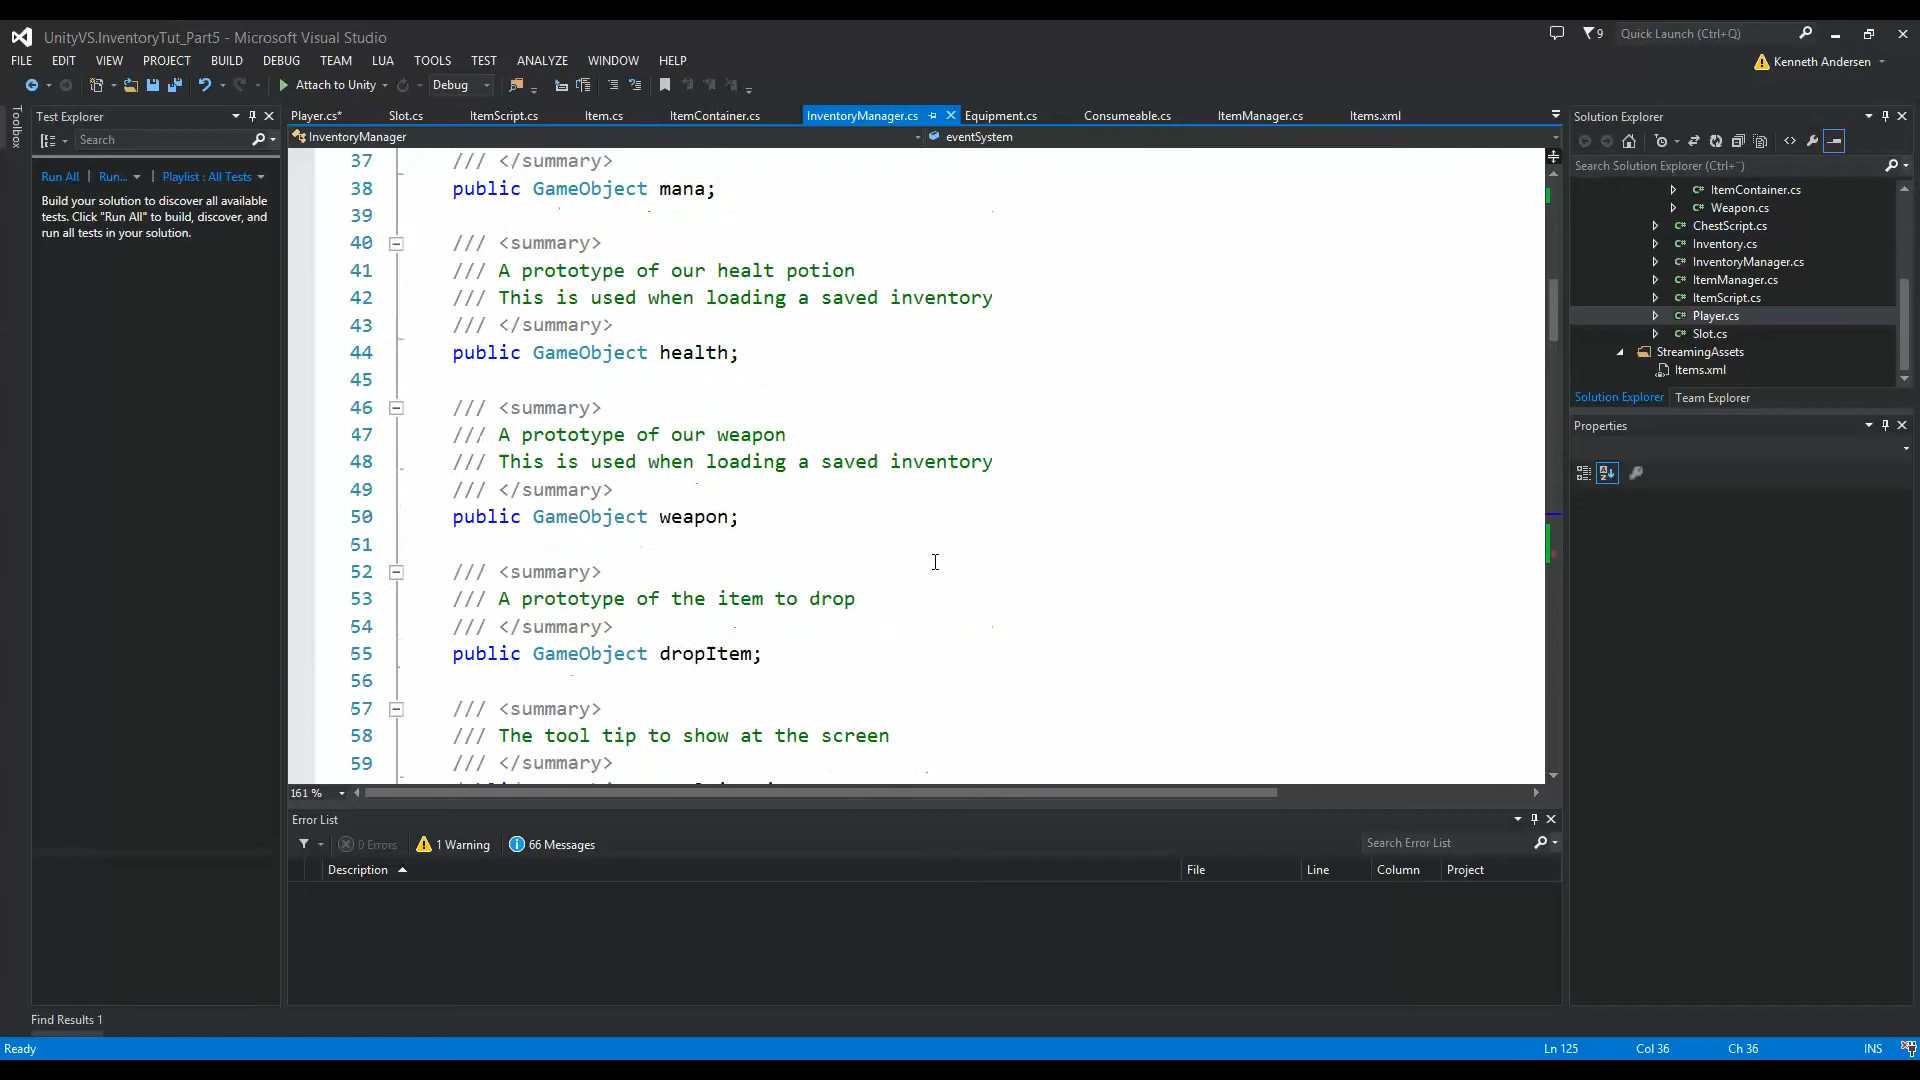 UnityVS.InventoryTut_Part5 - Microsoft Visual Studio
9
Quick Launch (Ctrl+Q)
FILE EDIT VIEW PROJECT BUILD DEBUG TEAM LUA TOOLS TEST ANALYZE WINDOW HELP
Kenneth Andersen
Attach to Unity Debug
Toolbox
Test Explorer
Search
Run All Run... Playlist : All Tests
Build your solution to discover all available
tests. Click "Run All" to build, discover, and
run all tests in your solution.
Player.cs* Slot.cs ItemScript.cs Item.cs ItemContainer.cs InventoryManager.cs Equipment.cs Consumeable.cs ItemManager.cs Items.xml
InventoryManager eventSystem
37 /// </summary>
38 public GameObject mana;
39
40 /// <summary>
41 /// A prototype of our healt potion
42 /// This is used when loading a saved inventory
43 /// </summary>
44 public GameObject health;
45
46 /// <summary>
47 /// A prototype of our weapon
48 /// This is used when loading a saved inventory
49 /// </summary>
50 public GameObject weapon;
51
52 /// <summary>
53 /// A prototype of the item to drop
54 /// </summary>
55 public GameObject dropItem;
56
57 /// <summary>
58 /// The tool tip to show at the screen
59 /// </summary>
161 %
Error List
0 Errors 1 Warning 66 Messages
Search Error List
Description File Line Column Project
Solution Explorer
Search Solution Explorer (Ctrl+¨)
C# ItemContainer.cs
C# Weapon.cs
C# ChestScript.cs
C# Inventory.cs
C# InventoryManager.cs
C# ItemManager.cs
C# ItemScript.cs
C# Player.cs
C# Slot.cs
StreamingAssets
Items.xml
Solution Explorer Team Explorer
Properties
Find Results 1
Ready Ln 125 Col 36 Ch 36 INS